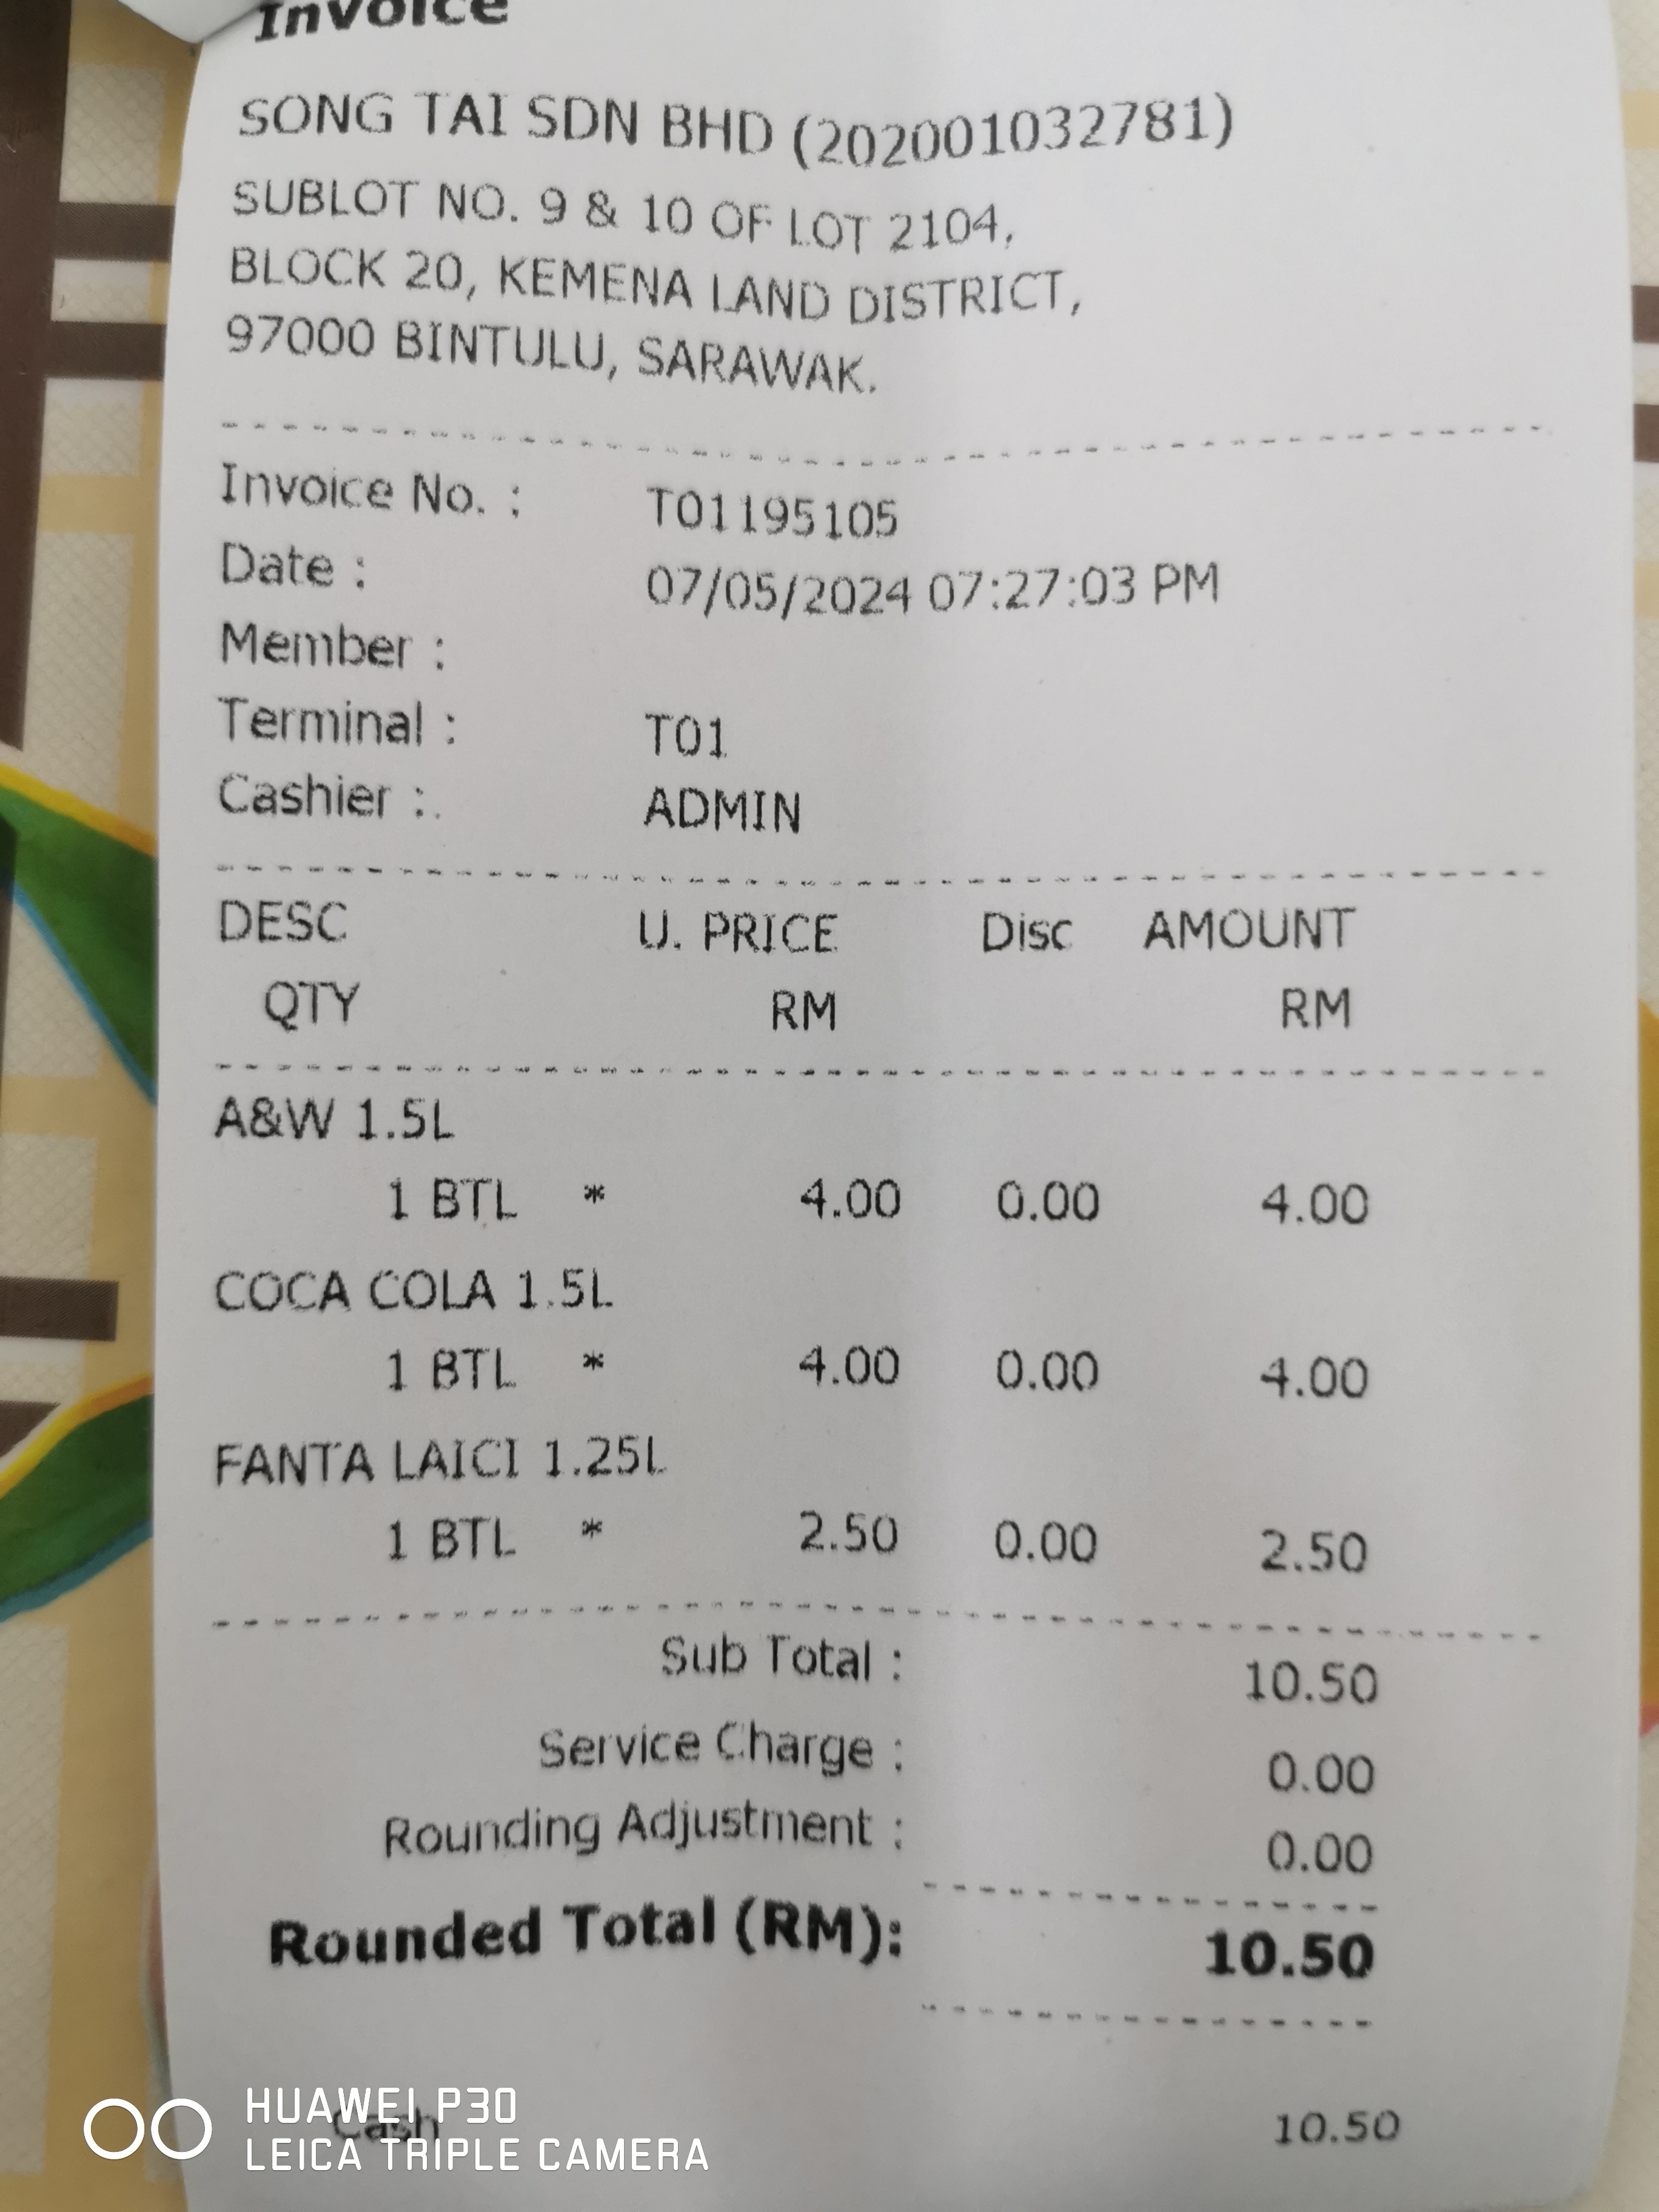 Invoice
SONG TAI SDN BHD (202001032781)
SUBLOT NO. 9 & 10 OF LOT 2104,
BLOCK 20, KEMENA LAND DISTRICT,
97000 BINTULU, SARAWAK.
Invoice No. : T01195105
Date : 07/05/2024 07:27:03 PM
Member :
Terminal : T01
Cashier : ADMIN
DESC U. PRICE Disc AMOUNT
QTY RM RM
A&W 1.5L
1 BTL * 4.00 0.00 4.00
COCA COLA 1.5L
1 BTL * 4.00 0.00 4.00
FANTA LAICI 1.25L
1 BTL * 2.50 0.00 2.50
Sub Total : 10.50
Service Charge : 0.00
Rounding Adjustment : 0.00
Rounded Total (RM): 10.50
Cash 10.50
HUAWEI P30
LEICA TRIPLE CAMERA